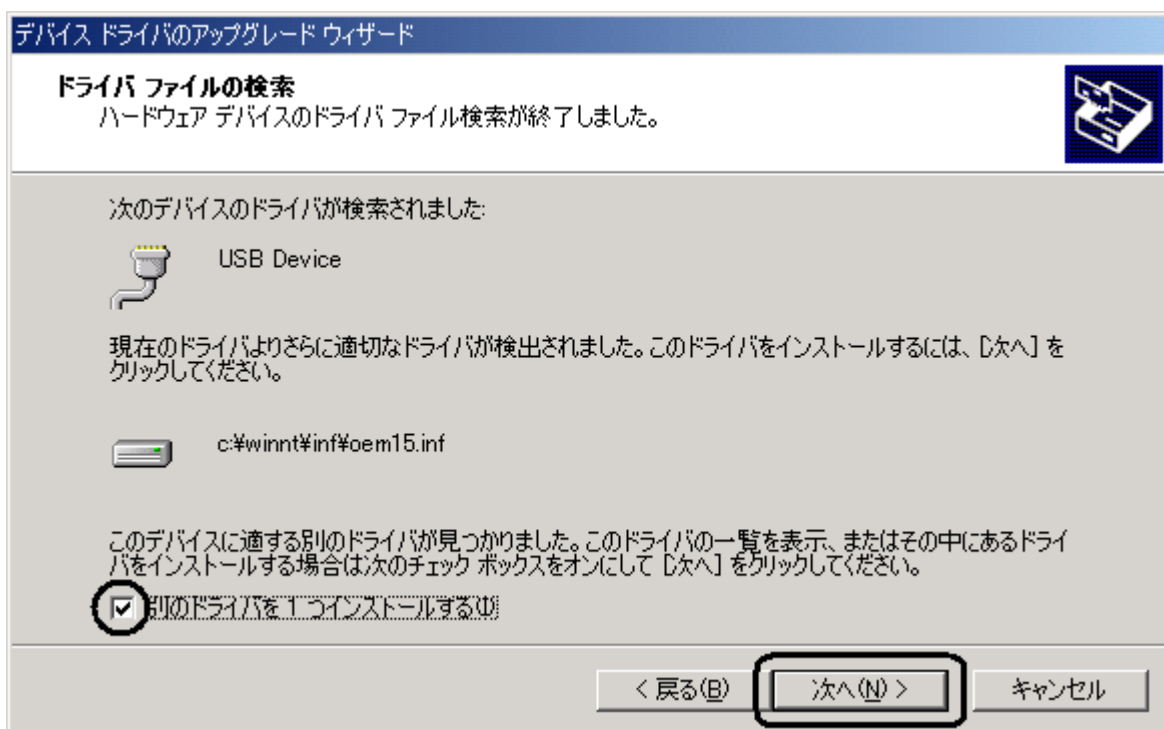 デバイス ドライバのアップグレード ウィザード
ドライバ ファイルの検索
ハードウェア デバイスのドライバ ファイル検索が終了しました。
次のデバイスのドライバが検索されました:
USB Device
現在のドライバよりさらに適切なドライバが検出されました。このドライバをインストールするには、[次へ] を
クリックしてください。
c:¥winnt¥inf¥oem15.inf
このデバイスに適する別のドライバが見つかりました。このドライバの一覧を表示、またはその中にあるドライ
バをインストールする場合は次のチェック ボックスをオンにして [次へ] をクリックしてください。
別のドライバを 1 つインストールする(I)
< 戻る(B)
次へ(N) >
キャンセル